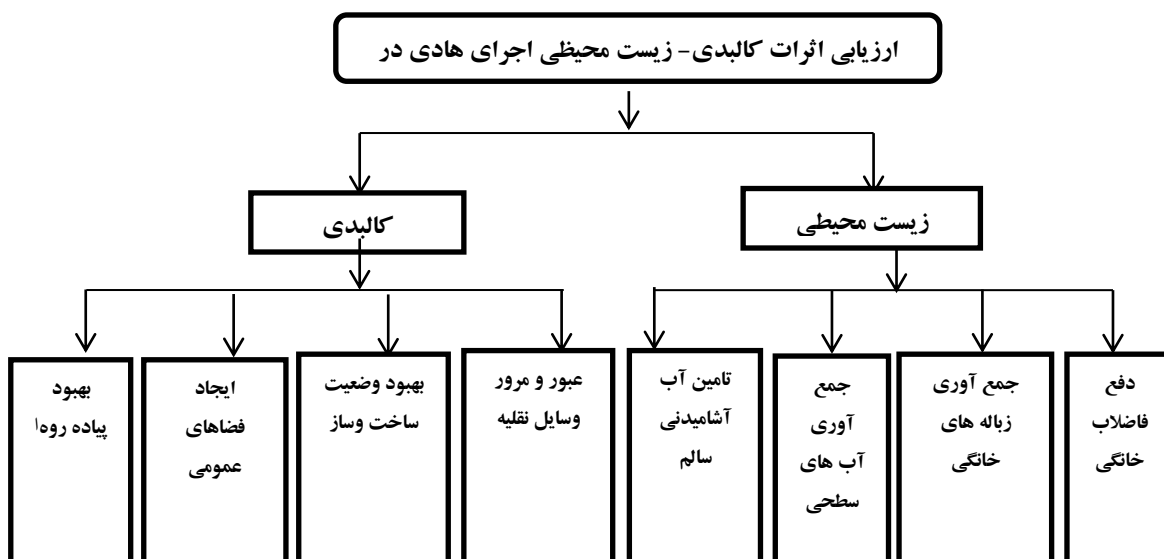 ارزیابی اثرات کالبدی- زیست محیطی اجرای هادی در
زیست محیطی
کالبدی
دفع
فاضلاب
خانگی
جمع آوری
زباله های
خانگی
جمع
آوری
آب های
سطحی
تامین آب
آشامیدنی
سالم
عبور و مرور
وسایل نقلیه
بهبود وضعیت
ساخت وساز
ایجاد
فضاهای
عمومی
بهبود
پیاده روها